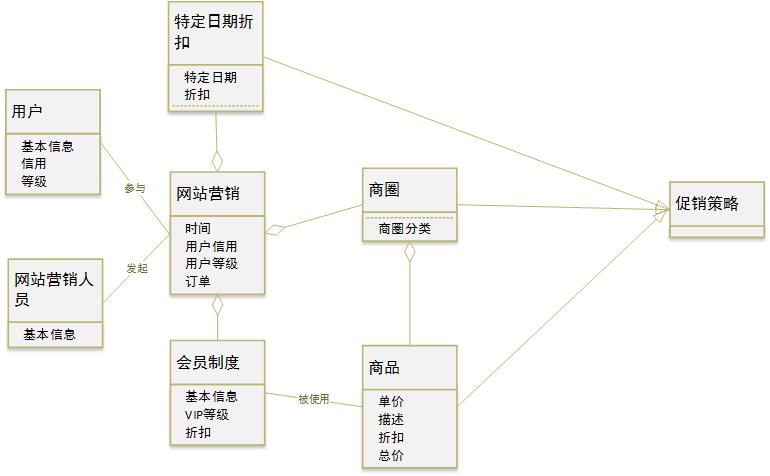 特定日期折
扣
特定日期
折扣
用户
基本信息
信用
等级
参与
网站营销
时间
用户信用
用户等级
订单
商圈
商圈分类
促销策略
网站营销人
员
基本信息
发起
会员制度
基本信息
VIP等级
折扣
被使用
商品
单价
描述
折扣
总价